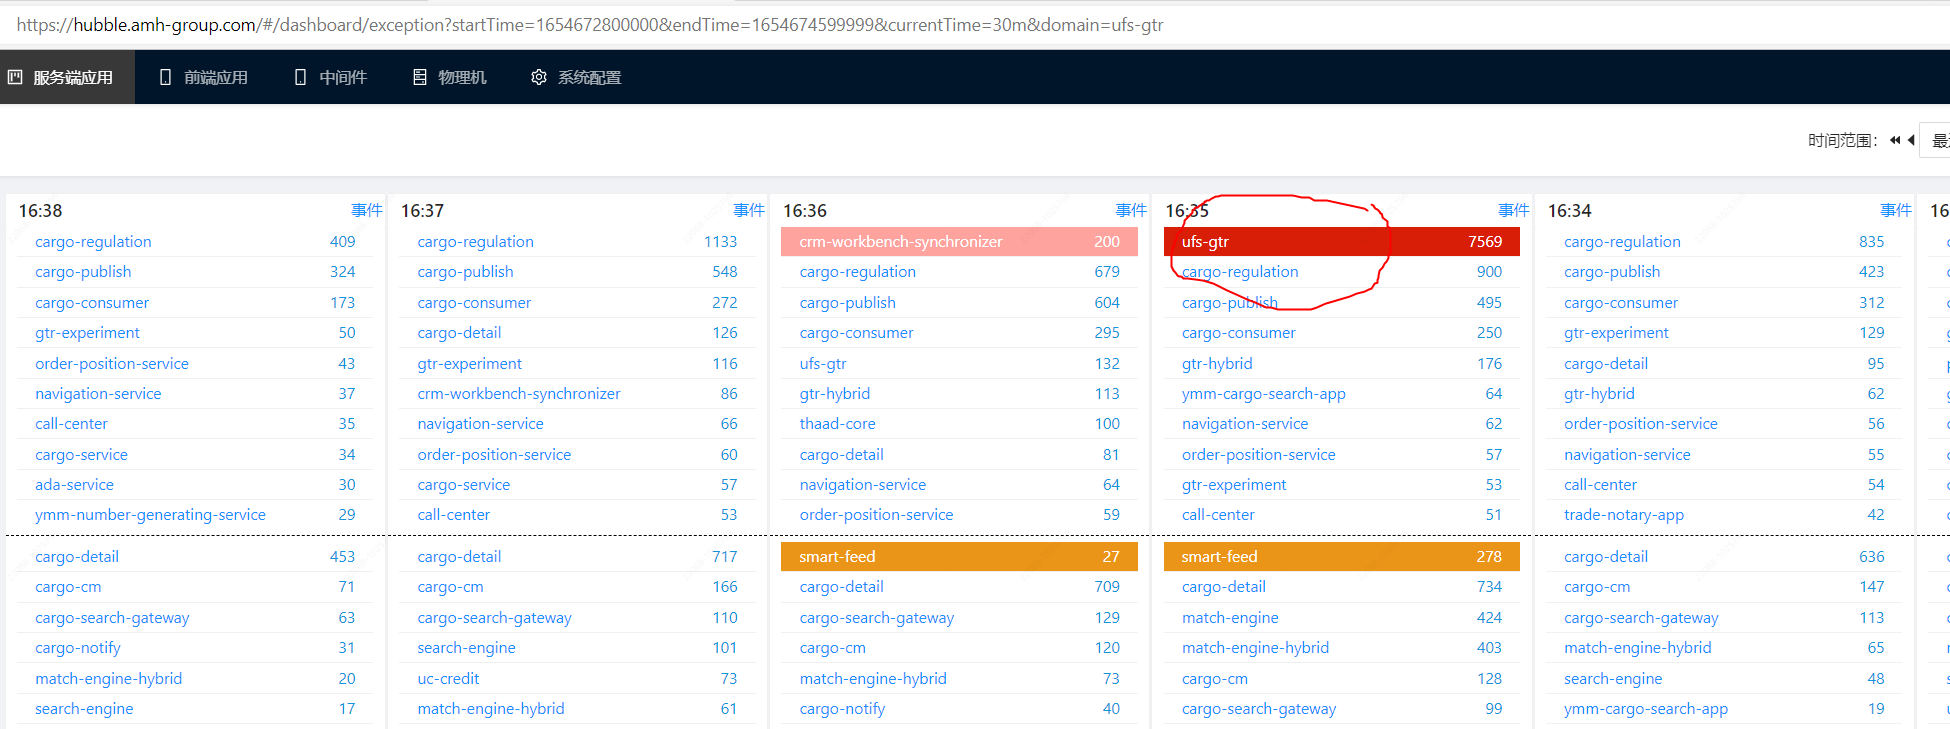 https://hubble.amh-group.com/#/dashboard/exception?startTime=1654672800000&endTime=1654674599999&currentTime=30m&domain=ufs-gtr
服务端应用 前端应用 中间件 物理机 系统配置
时间范围:
16:38 事件
cargo-regulation 409
cargo-publish 324
cargo-consumer 173
gtr-experiment 50
order-position-service 43
navigation-service 37
call-center 35
cargo-service 34
ada-service 30
ymm-number-generating-service 29
cargo-detail 453
cargo-cm 71
cargo-search-gateway 63
cargo-notify 31
match-engine-hybrid 20
search-engine 17
16:37 事件
cargo-regulation 1133
cargo-publish 548
cargo-consumer 272
cargo-detail 126
gtr-experiment 116
crm-workbench-synchronizer 86
navigation-service 66
order-position-service 60
cargo-service 57
call-center 53
cargo-detail 717
cargo-cm 166
cargo-search-gateway 110
search-engine 101
uc-credit 73
match-engine-hybrid 61
16:36 事件
crm-workbench-synchronizer 200
cargo-regulation 679
cargo-publish 604
cargo-consumer 295
ufs-gtr 132
gtr-hybrid 113
thaad-core 100
cargo-detail 81
navigation-service 64
order-position-service 59
smart-feed 27
cargo-detail 709
cargo-search-gateway 129
cargo-cm 120
match-engine-hybrid 73
cargo-notify 40
16:35 事件
ufs-gtr 7569
cargo-regulation 900
cargo-publish 495
cargo-consumer 250
gtr-hybrid 176
ymm-cargo-search-app 64
navigation-service 62
order-position-service 57
gtr-experiment 53
call-center 51
smart-feed 278
cargo-detail 734
match-engine 424
match-engine-hybrid 403
cargo-cm 128
cargo-search-gateway 99
16:34 事件
cargo-regulation 835
cargo-publish 423
cargo-consumer 312
gtr-experiment 129
cargo-detail 95
gtr-hybrid 62
order-position-service 56
navigation-service 55
call-center 54
trade-notary-app 42
cargo-detail 636
cargo-cm 147
cargo-search-gateway 113
match-engine-hybrid 65
search-engine 48
ymm-cargo-search-app 19